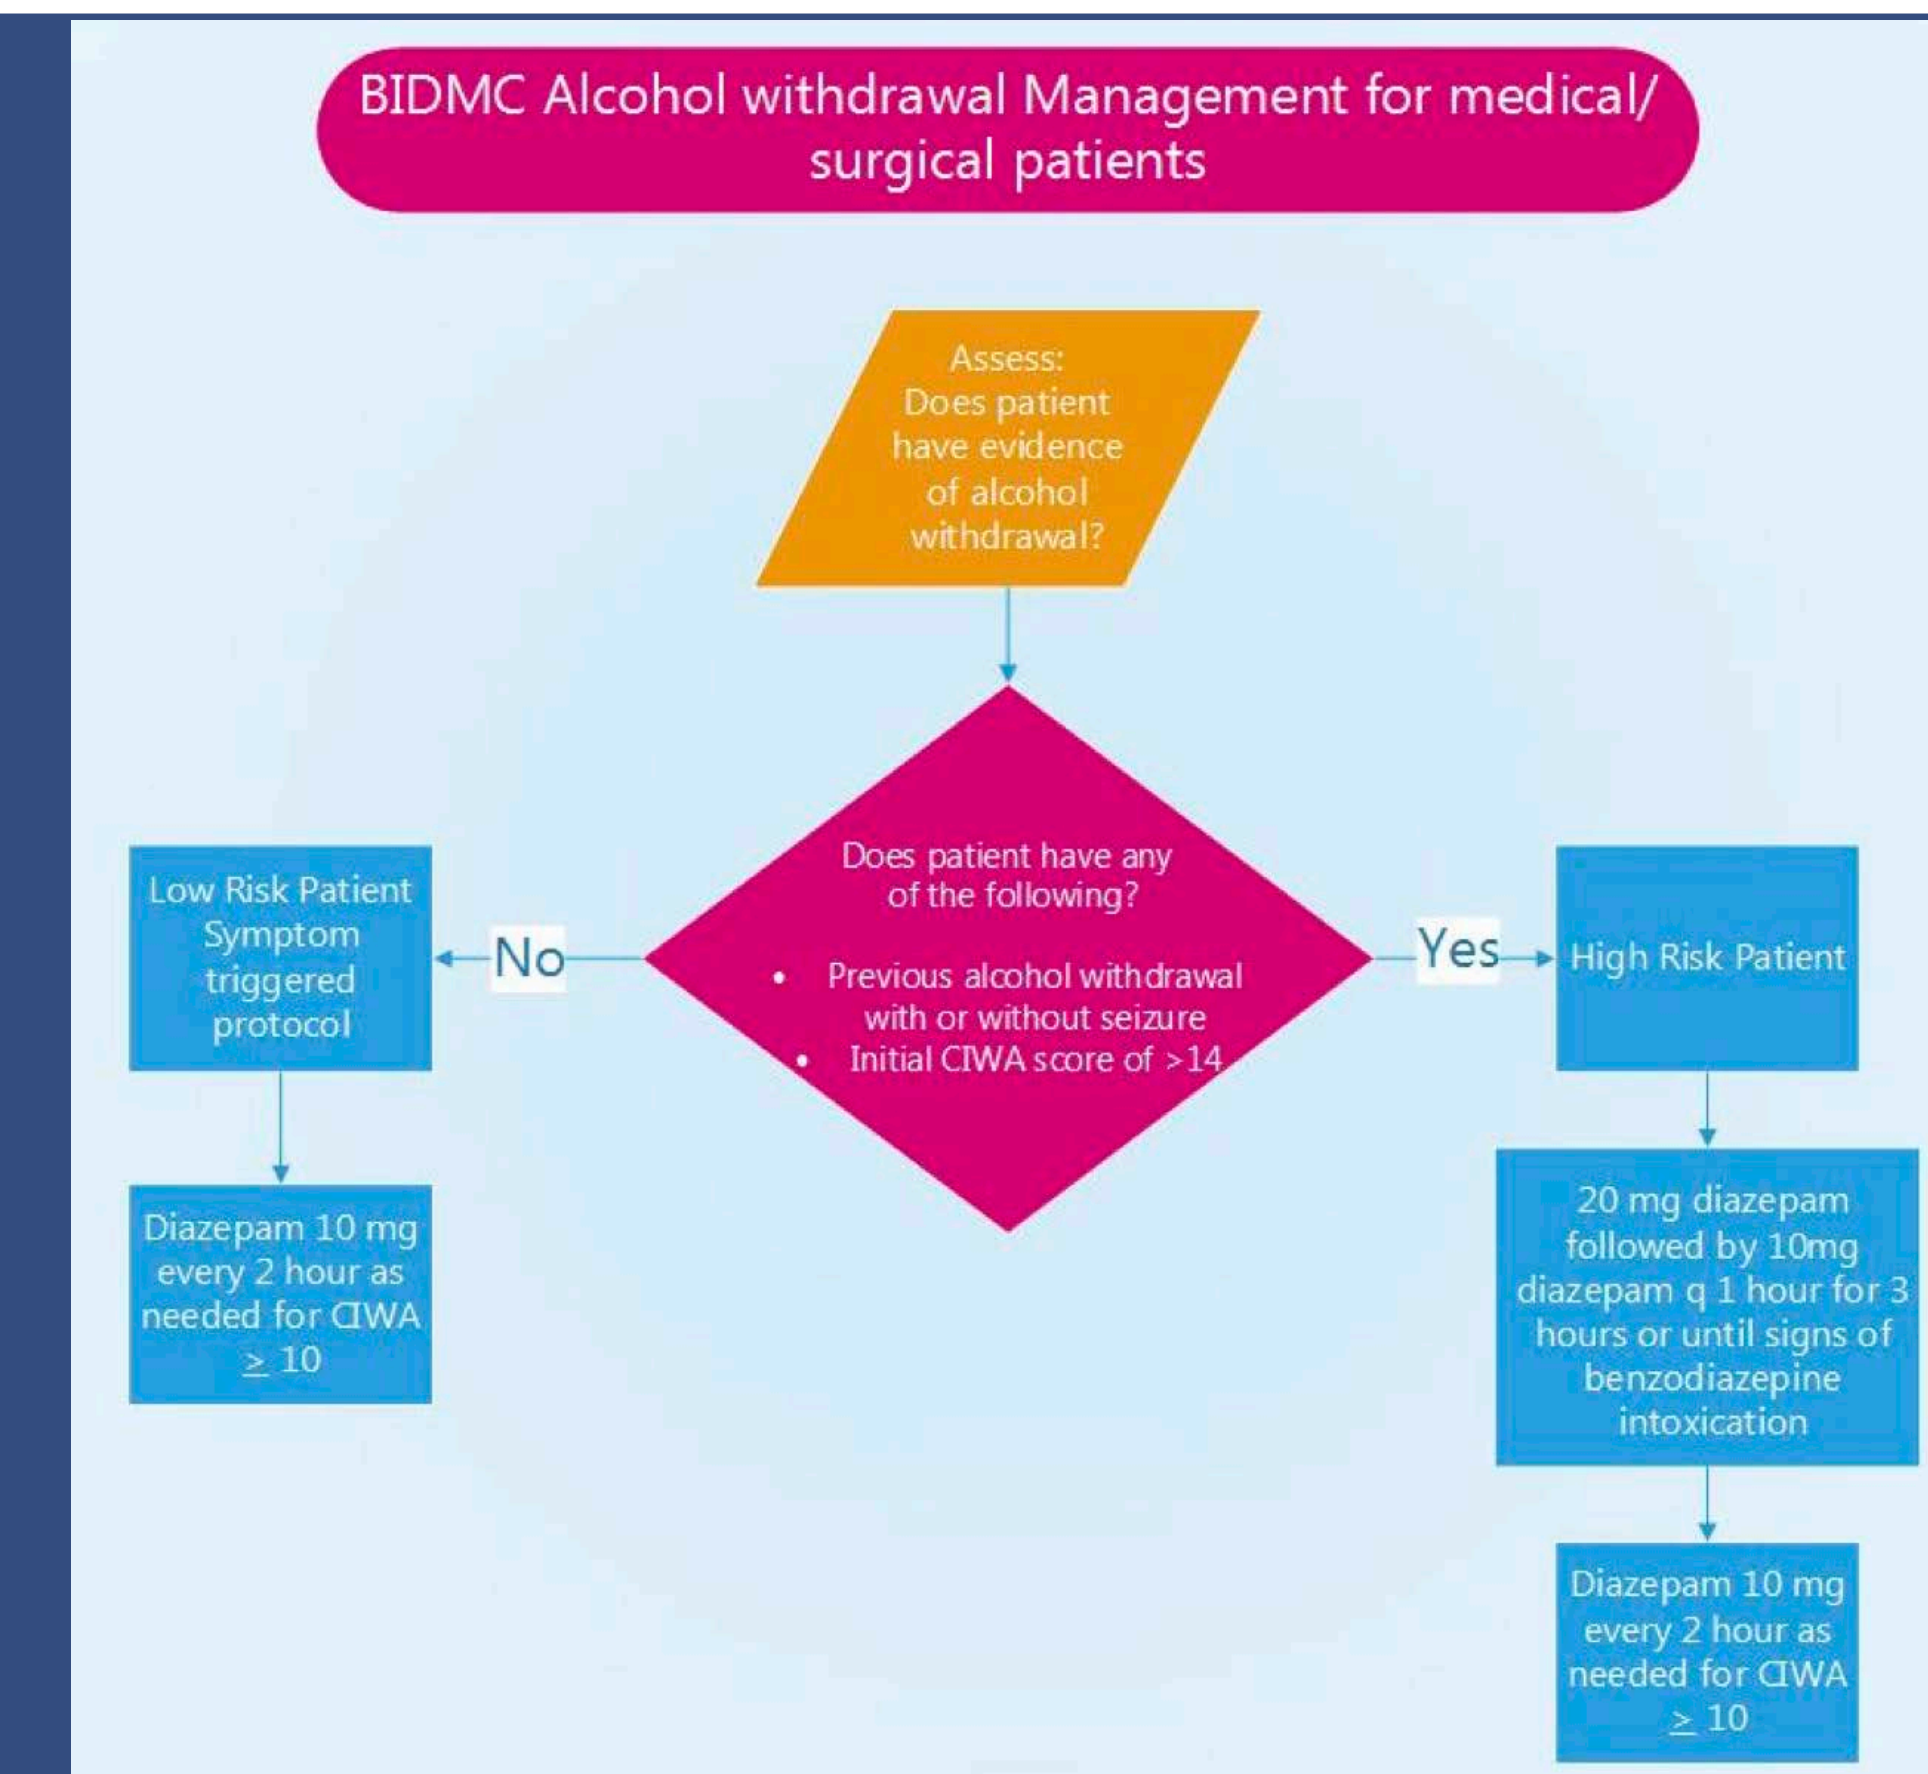 BIDMC Alcohol withdrawal Management for medical/
surgical patients
Assess:
Does patient
have evidence
of alcohol
withdrawal?
Does patient have any
of the following?
• Previous alcohol withdrawal
with or without seizure
• Initial CIWA score of >14
No
Yes
Low Risk Patient
Symptom
triggered
protocol
Diazepam 10 mg
every 2 hour as
needed for CIWA
≥ 10
High Risk Patient
20 mg diazepam
followed by 10mg
diazepam q 1 hour for 3
hours or until signs of
benzodiazepine
intoxication
Diazepam 10 mg
every 2 hour as
needed for CIWA
≥ 10